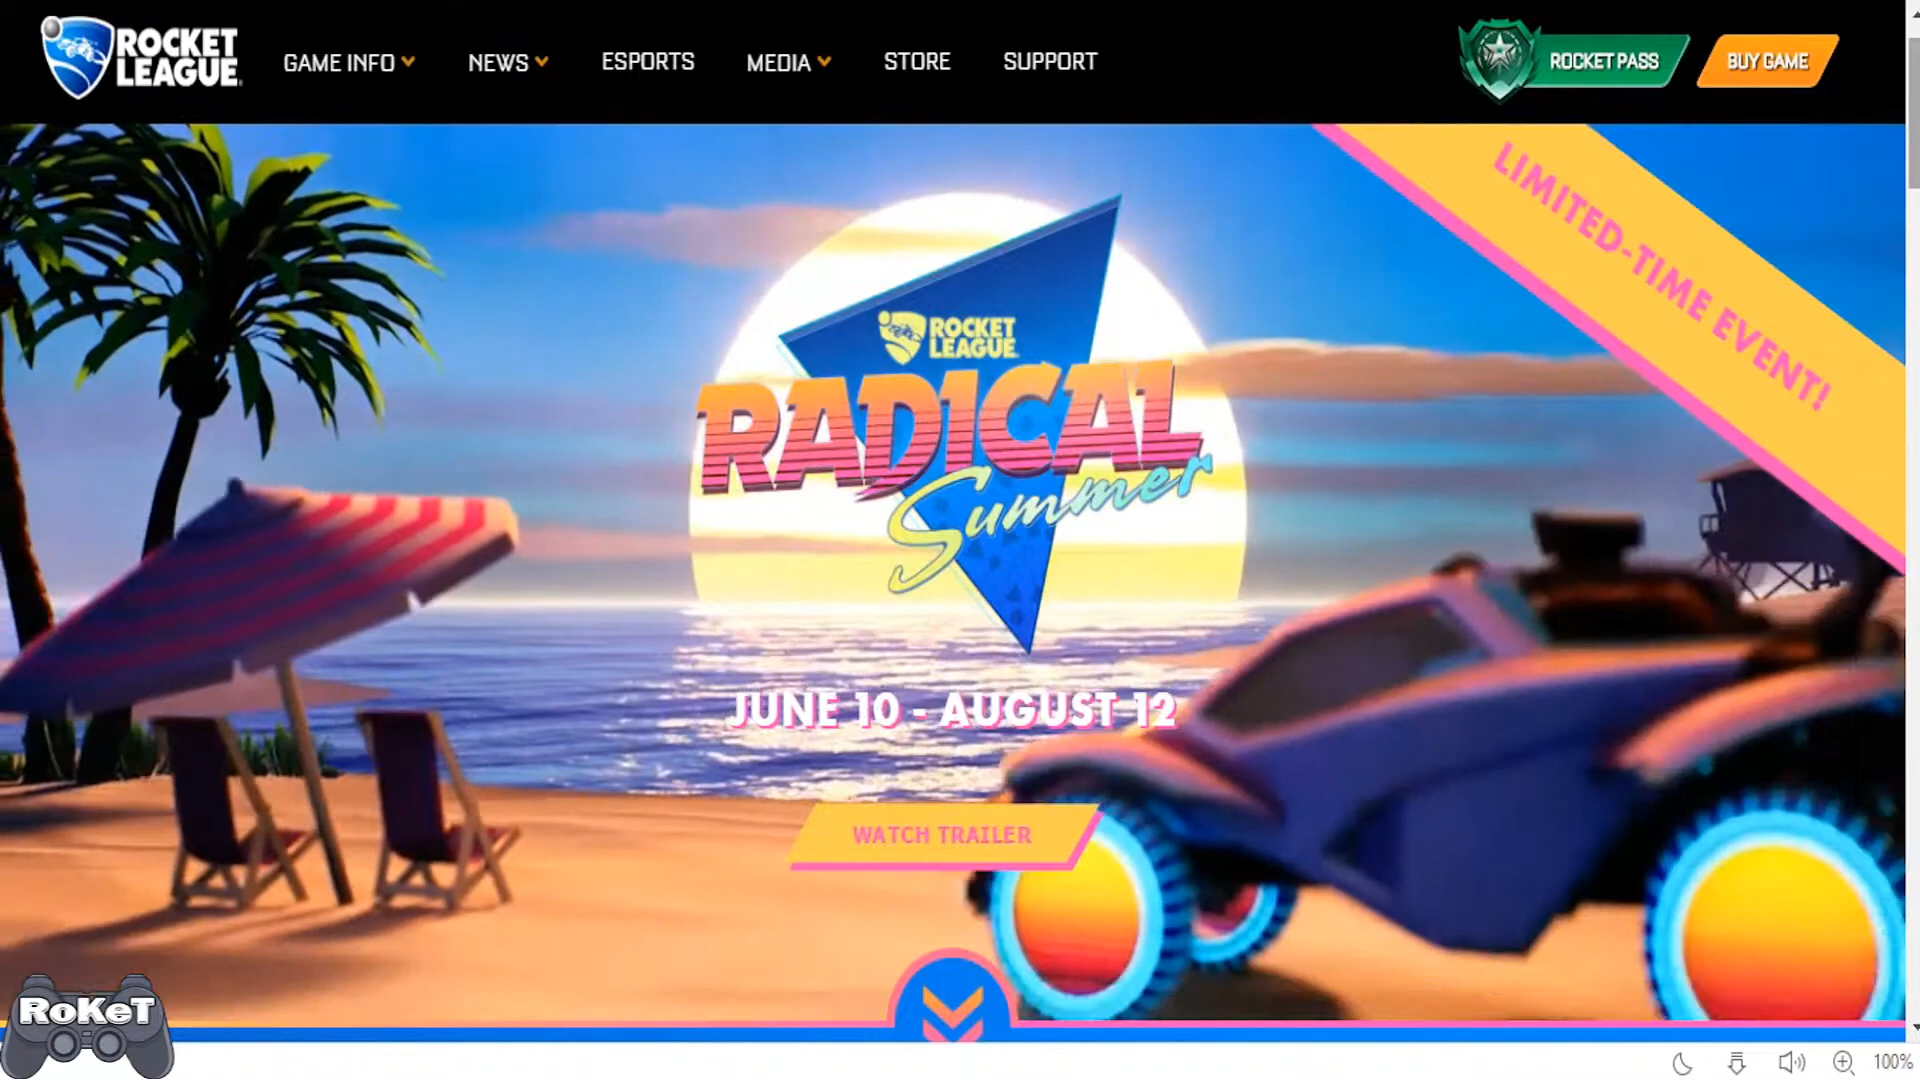 ROCKET LEAGUE
GAME INFO
NEWS
ESPORTS
MEDIA
STORE
SUPPORT
ROCKET PASS
BUY GAME
LIMITED-TIME EVENT!
ROCKET
LEAGUE
RADICAL
Summer
JUNE 10 - AUGUST 12
WATCH TRAILER
RoKeT
100%